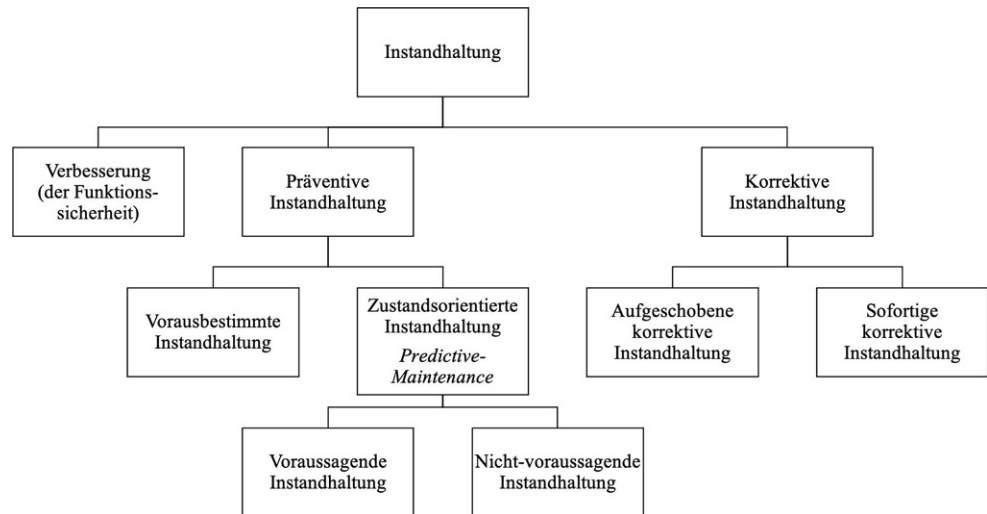 Instandhaltung
Verbesserung
(der Funktions-
sicherheit)
Präventive
Instandhaltung
Korrektive
Instandhaltung
Vorausbestimmte
Instandhaltung
Zustandsorientierte
Instandhaltung
Predictive-
Maintenance
Aufgeschobene
korrektive
Instandhaltung
Sofortige
korrektive
Instandhaltung
Voraussagende
Instandhaltung
Nicht-voraussagende
Instandhaltung